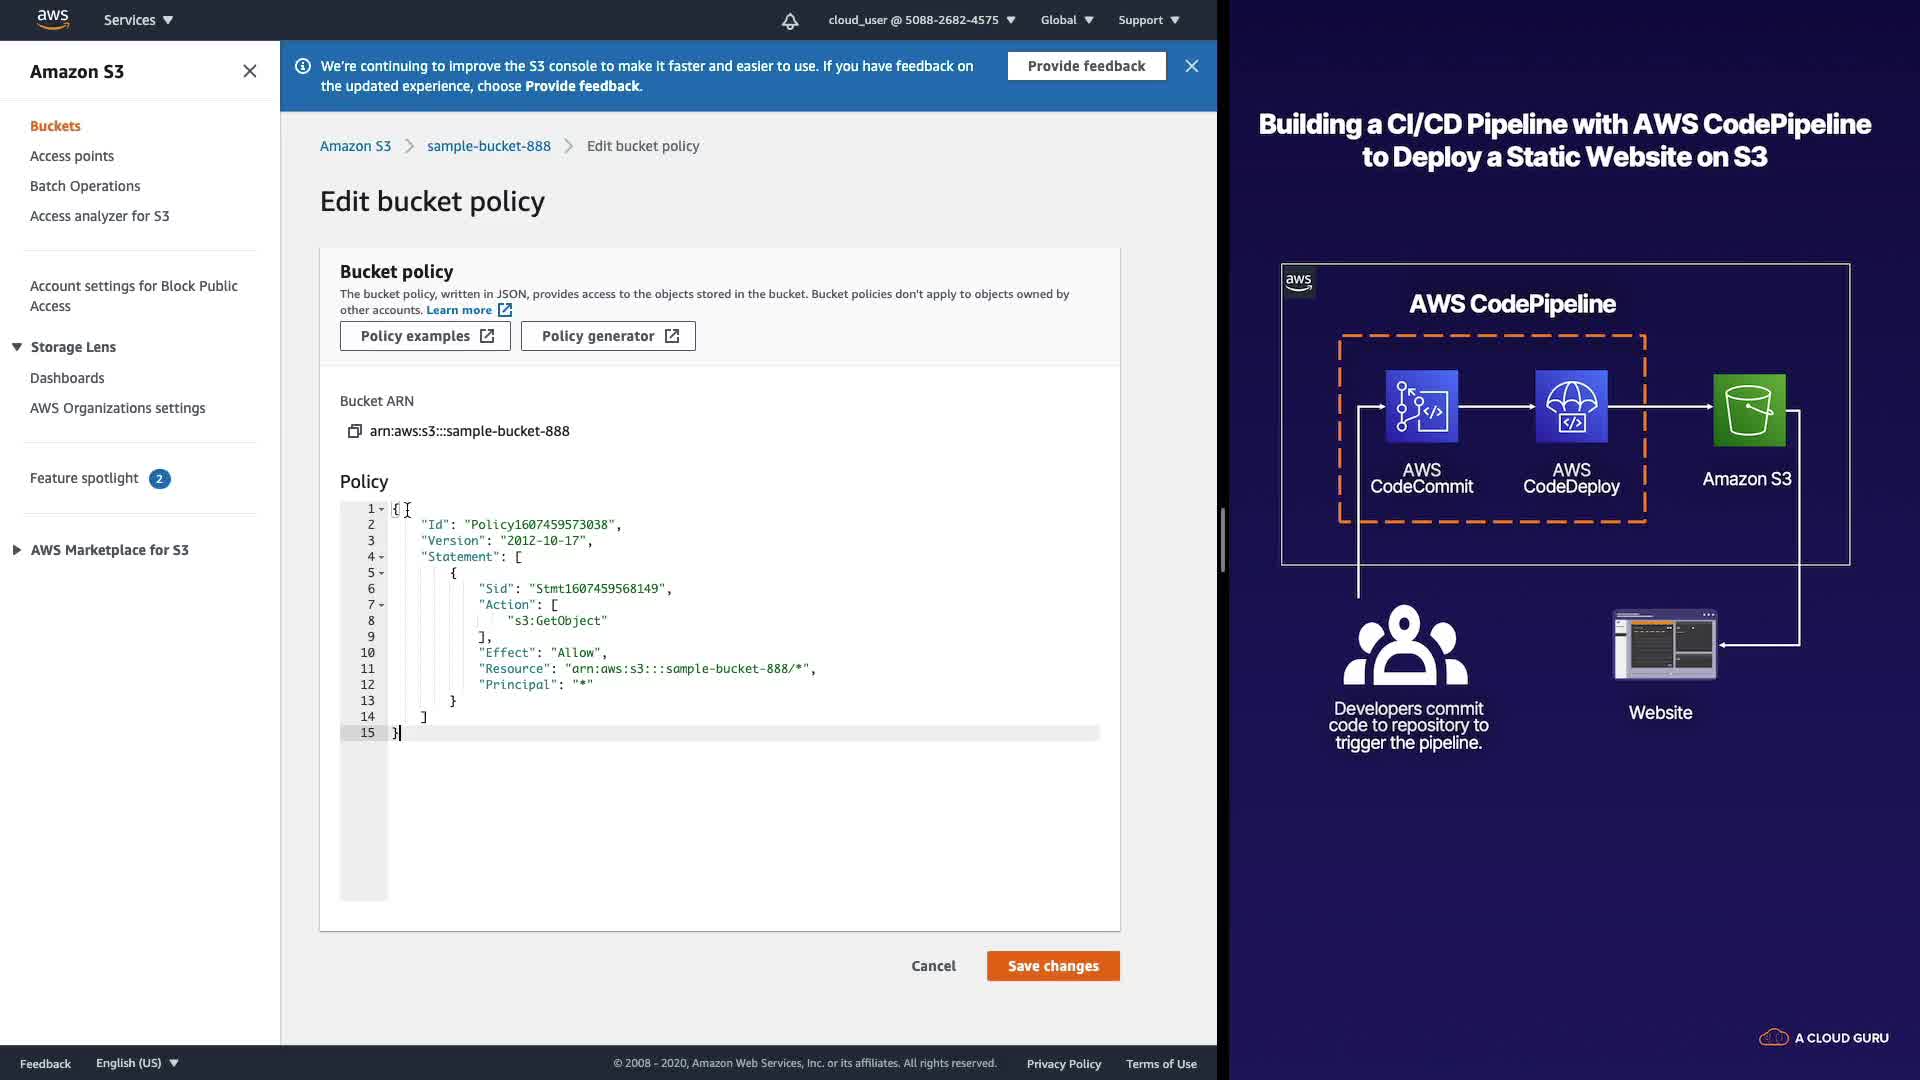 aws
Services
cloud_user @ 5088-2682-4575
Global
Support
Amazon S3
Buckets
Access points
Batch Operations
Access analyzer for S3
Account settings for Block Public
Access
Storage Lens
Dashboards
AWS Organizations settings
Feature spotlight 2
AWS Marketplace for S3
We're continuing to improve the S3 console to make it faster and easier to use. If you have feedback on
the updated experience, choose Provide feedback.
Provide feedback
Amazon S3
sample-bucket-888
Edit bucket policy
Edit bucket policy
Bucket policy
The bucket policy, written in JSON, provides access to the objects stored in the bucket. Bucket policies don't apply to objects owned by
other accounts. Learn more
Policy examples
Policy generator
Bucket ARN
arn:aws:s3:::sample-bucket-888
Policy
1 {
2 "Id": "Policy1607459573038",
3 "Version": "2012-10-17",
4 "Statement": [
5 {
6 "Sid": "Stmt1607459568149",
7 "Action": [
8 "s3:GetObject"
9 ],
10 "Effect": "Allow",
11 "Resource": "arn:aws:s3:::sample-bucket-888/*",
12 "Principal": "*"
13 }
14 ]
15 }
Cancel
Save changes
Feedback
English (US)
© 2008 - 2020, Amazon Web Services, Inc. or its affiliates. All rights reserved.
Privacy Policy
Terms of Use
Building a CI/CD Pipeline with AWS CodePipeline
to Deploy a Static Website on S3
aws
AWS CodePipeline
AWS
CodeCommit
AWS
CodeDeploy
Amazon S3
Developers commit
code to repository to
trigger the pipeline.
Website
A CLOUD GURU